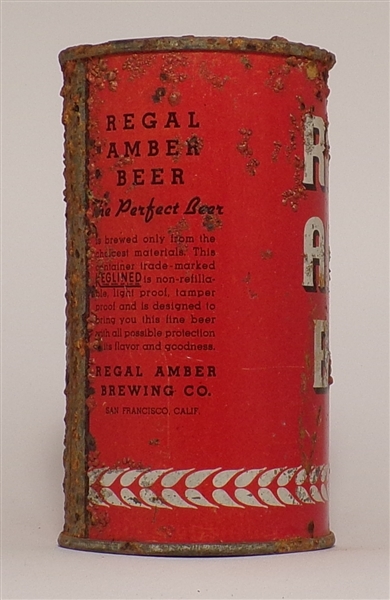 REGAL
AMBER
BEER
The Perfect Beer
is brewed only from the
choicest materials. This
container trade-marked
KEGLINED is non-refilla-
ble, light proof, tamper
proof and is designed to
bring you this fine beer
with all possible protection
to its flavor and goodness.
REGAL AMBER
BREWING CO.
SAN FRANCISCO, CALIF.
R
A
B